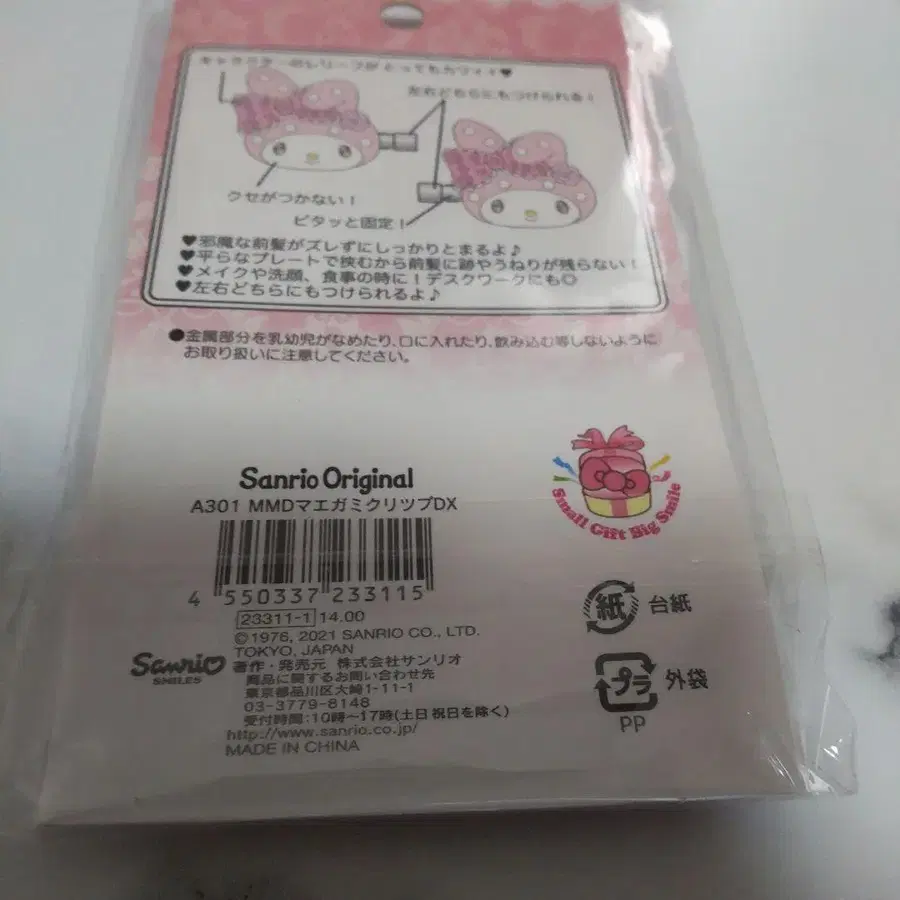 キャラクターのレリーフがとってもカワイイ♥
左右どちらにもつけられる!
クセがつかない!
ピタッと固定!
♥邪魔な前髪がズレずにしっかりとまるよ♪
♥平らなプレートで挟むから前髪に跡やうねりが残らない!
♥メイクや洗顔、食事の時に!デスクワークにも◎
♥左右どちらにもつけられるよ♪
●金属部分を乳幼児がなめたり、口に入れたり、飲み込む等しないように
お取り扱いに注意してください。
Sanrio Original
A301 MMDマエガミクリツプDX
4 550337 233115
23311-1 14.00
©1976, 2021 SANRIO CO., LTD.
TOKYO, JAPAN
Sanrio
SMILES
著作・発売元 株式会社サンリオ
商品に関するお問い合わせ先
東京都品川区大崎1-11-1
03-3779-8148
受付時間:10時~17時(土日祝日を除く)
http://www.sanrio.co.jp/
MADE IN CHINA
Small Gift Big Smile
紙 台紙
プラ 外袋
PP